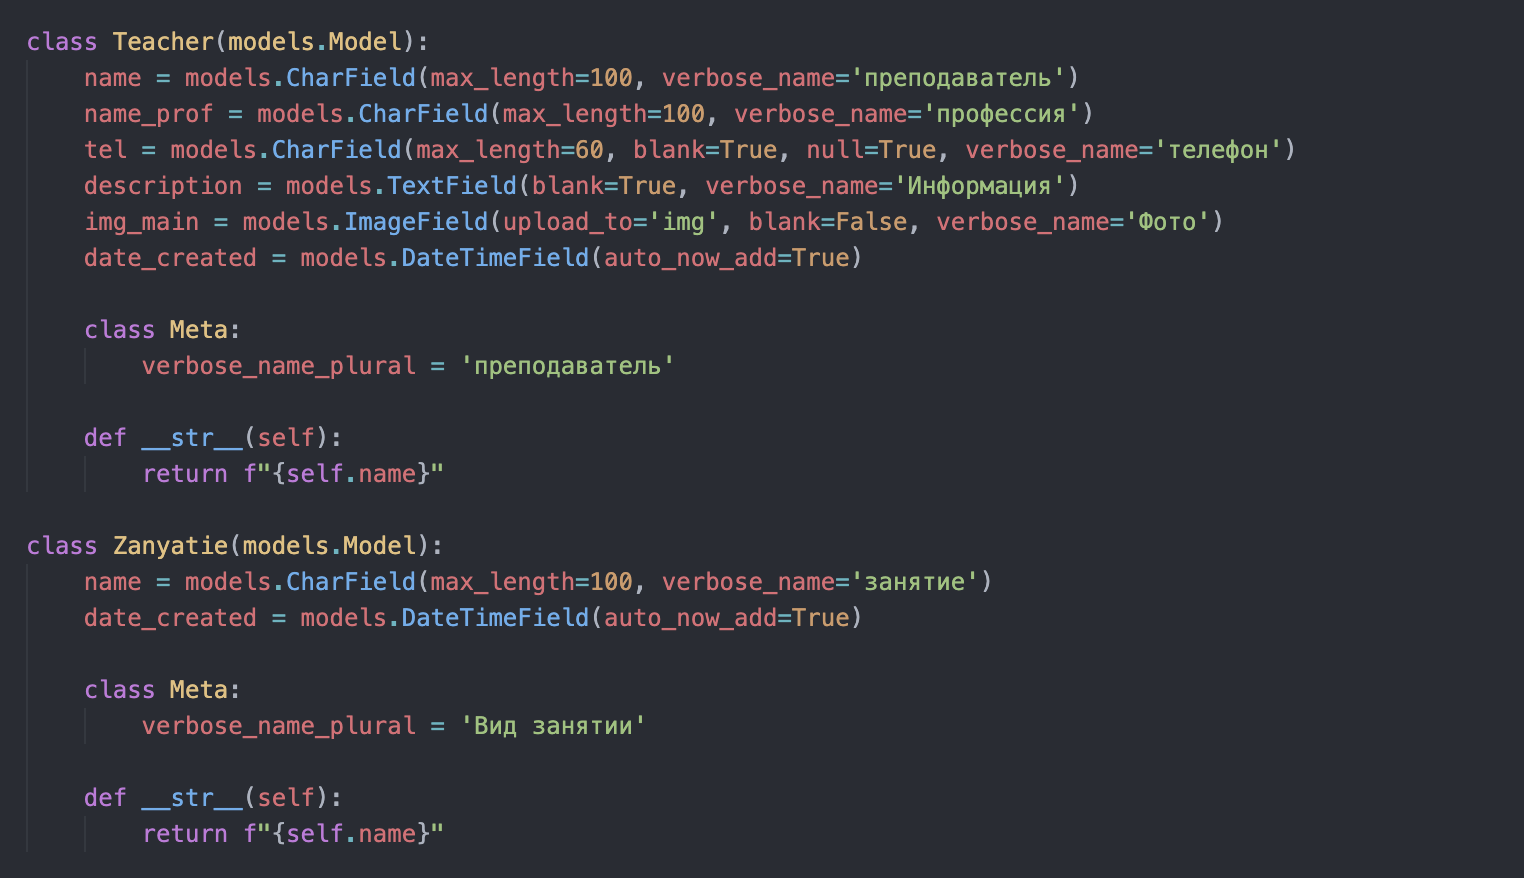 class Teacher(models.Model):
    name = models.CharField(max_length=100, verbose_name='преподаватель')
    name_prof = models.CharField(max_length=100, verbose_name='профессия')
    tel = models.CharField(max_length=60, blank=True, null=True, verbose_name='телефон')
    description = models.TextField(blank=True, verbose_name='Информация')
    img_main = models.ImageField(upload_to='img', blank=False, verbose_name='Фото')
    date_created = models.DateTimeField(auto_now_add=True)

    class Meta:
        verbose_name_plural = 'преподаватель'

    def __str__(self):
        return f"{self.name}"

class Zanyatie(models.Model):
    name = models.CharField(max_length=100, verbose_name='занятие')
    date_created = models.DateTimeField(auto_now_add=True)

    class Meta:
        verbose_name_plural = 'Вид занятии'

    def __str__(self):
        return f"{self.name}"